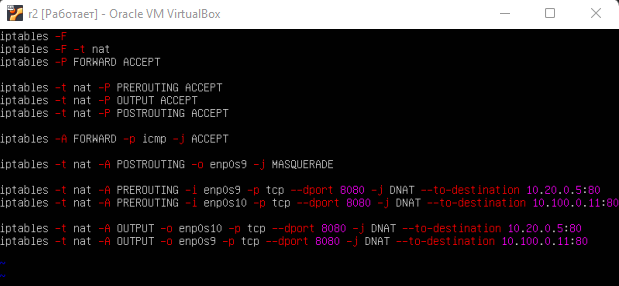 r2 [Работает] - Oracle VM VirtualBox
iptables -F
iptables -F -t nat
iptables -P FORWARD ACCEPT
iptables -t nat -P PREROUTING ACCEPT
iptables -t nat -P OUTPUT ACCEPT
iptables -t nat -P POSTROUTING ACCEPT
iptables -A FORWARD -p icmp -j ACCEPT
iptables -t nat -A POSTROUTING -o enp0s9 -j MASQUERADE
iptables -t nat -A PREROUTING -i enp0s9 -p tcp --dport 8080 -j DNAT --to-destination 10.20.0.5:80
iptables -t nat -A PREROUTING -i enp0s10 -p tcp --dport 8080 -j DNAT --to-destination 10.100.0.11:80
iptables -t nat -A OUTPUT -o enp0s10 -p tcp --dport 8080 -j DNAT --to-destination 10.20.0.5:80
iptables -t nat -A OUTPUT -o enp0s9 -p tcp --dport 8080 -j DNAT --to-destination 10.100.0.11:80